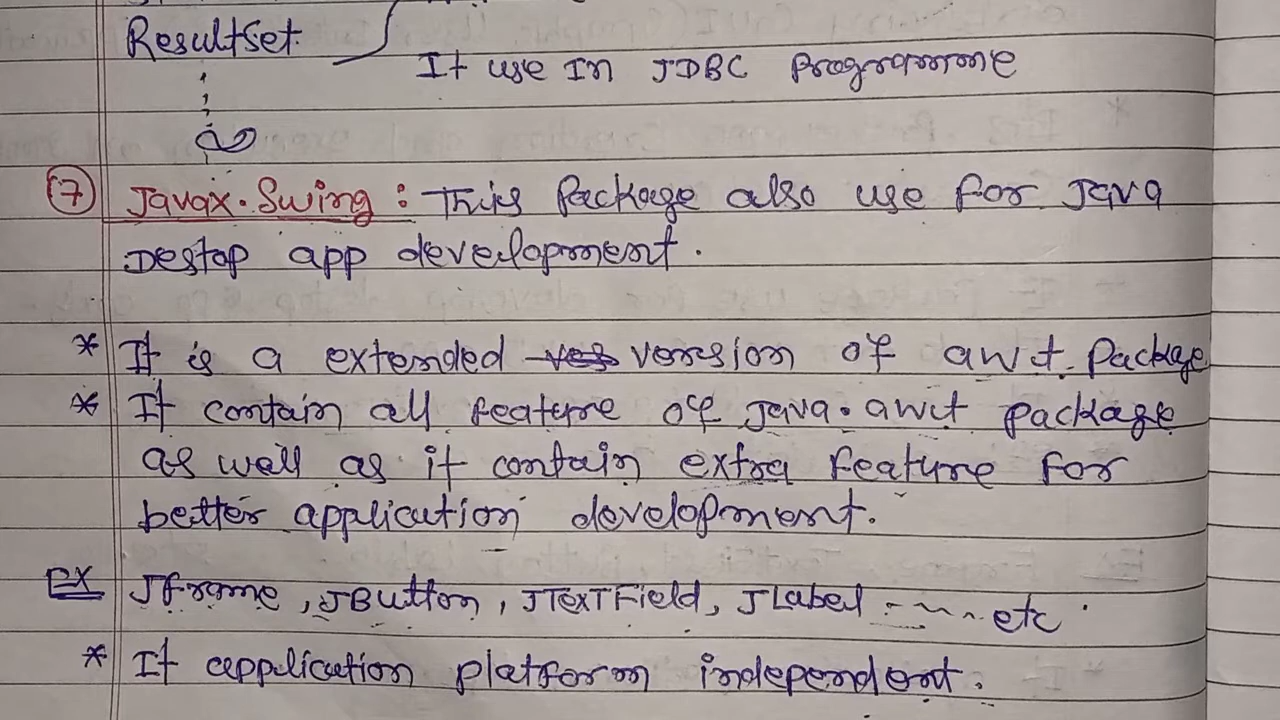 ResultSet.
It use In JDBC Programme
7 Javax.Swing : This Package also use for Java
Destop app development.
* It is a extended version of awt Package
* It contain all feature of Java.awt package
as well as it contain extra feature for
better application development.
Ex JFrame, JButton, JTextField, JLabel ---- etc.
* It application platform independent.